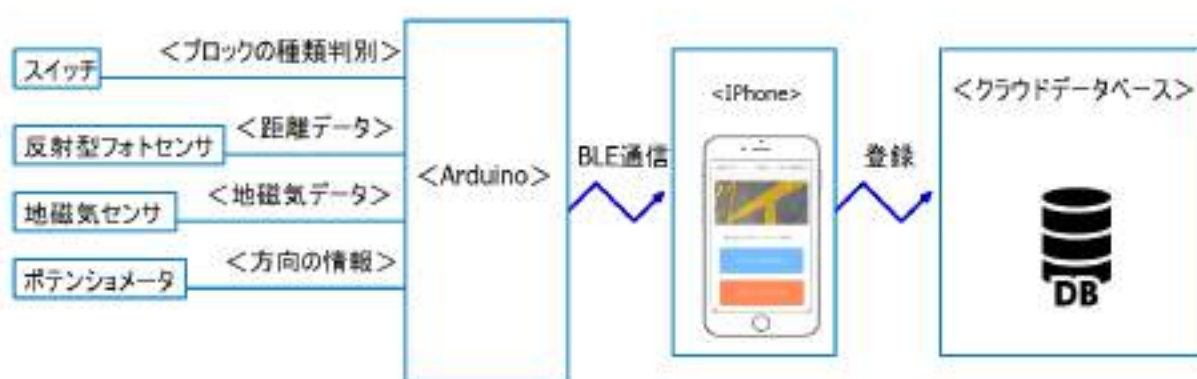 スイッチ
<ブロックの種類判別>
反射型フォトセンサ
<距離データ>
地磁気センサ
<地磁気データ>
ポテンショメータ
<方向の情報>
<Arduino>
BLE通信
<IPhone>
登録
<クラウドデータベース>
DB